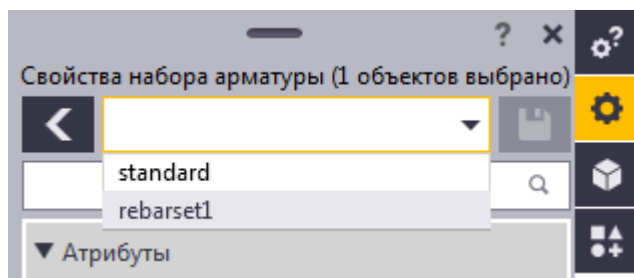 ? ×
?
Свойства набора арматуры (1 объектов выбрано)
standard
rebarset1
Атрибуты